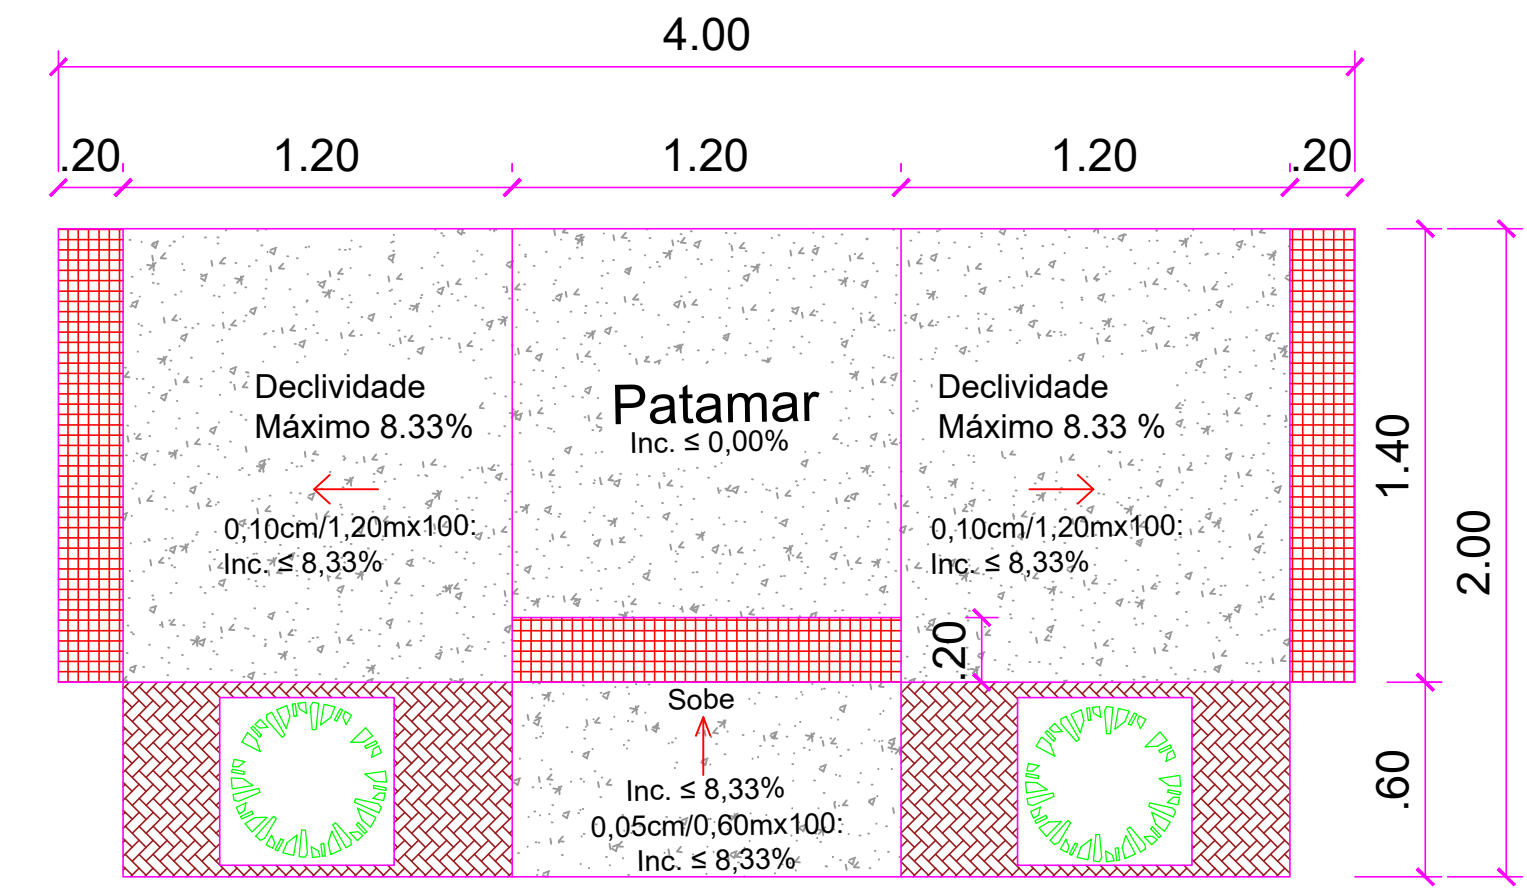 4.00
.20
1.20
1.20
1.20
.20
Declividade
Máximo 8.33%
0,10cm/1,20mx100:
Inc. ≤ 8,33%
Patamar
Inc. ≤ 0,00%
Declividade
Máximo 8.33 %
0,10cm/1,20mx100:
Inc. ≤ 8,33%
.20
1.40
2.00
.60
Sobe
Inc. ≤ 8,33%
0,05cm/0,60mx100:
Inc. ≤ 8,33%